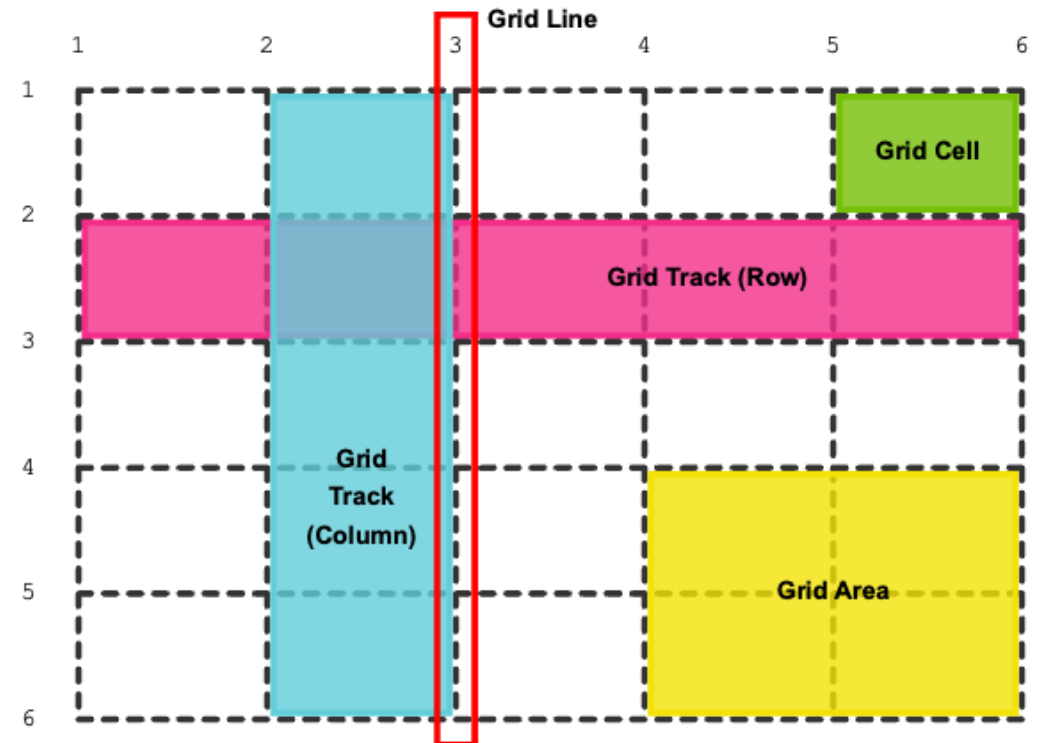 Grid Line
1 2 3 4 5 6
1
Grid Cell
2
Grid Track (Row)
3
Grid
Track
(Column)
4
5
Grid Area
6